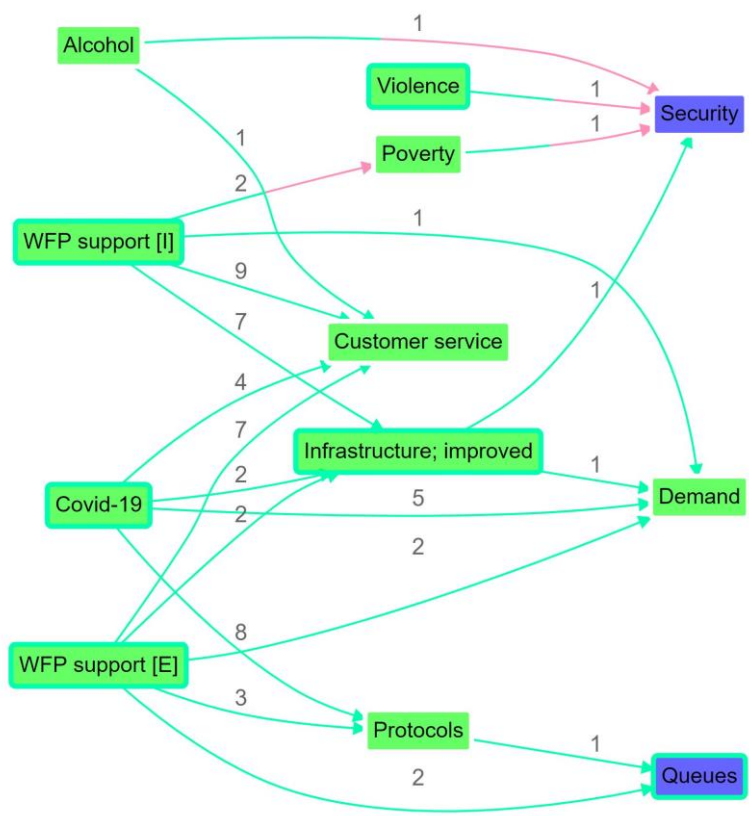 1
Alcohol
Violence
1
Security
1
Poverty
1
2
WFP support [I]
1
9
1
7
Customer service
4
7
Infrastructure; improved
1
2
Covid-19
5
Demand
2
2
8
WFP support [E]
3
Protocols
1
2
Queues